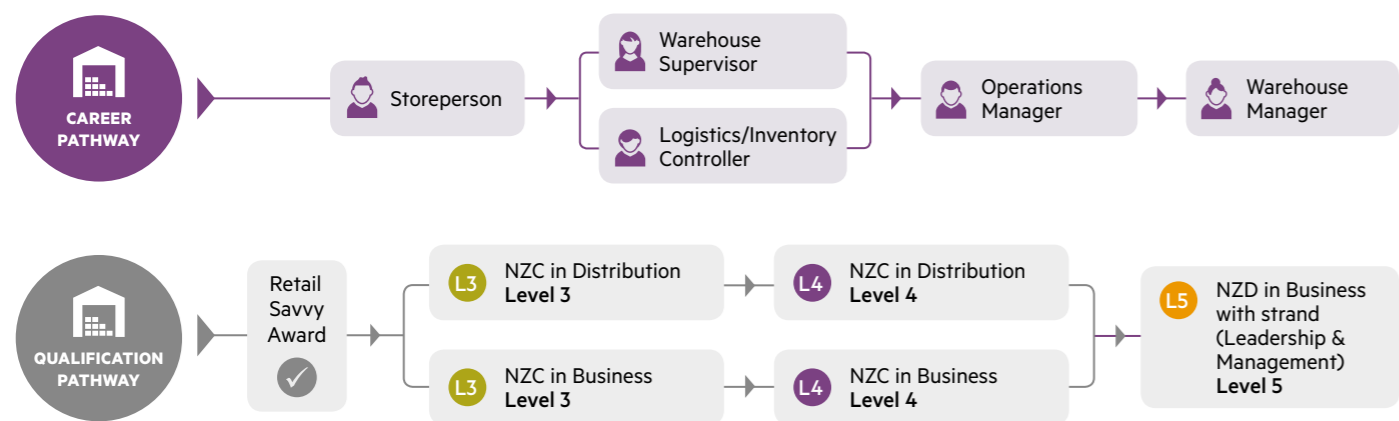 CAREER
PATHWAY
Storeperson
Warehouse
Supervisor
Logistics/Inventory
Controller
Operations
Manager
Warehouse
Manager
QUALIFICATION
PATHWAY
Retail
Savvy
Award
L3
NZC in Distribution
Level 3
L4
NZC in Distribution
Level 4
L3
NZC in Business
Level 3
L4
NZC in Business
Level 4
L5
NZD in Business
with strand
(Leadership &
Management)
Level 5